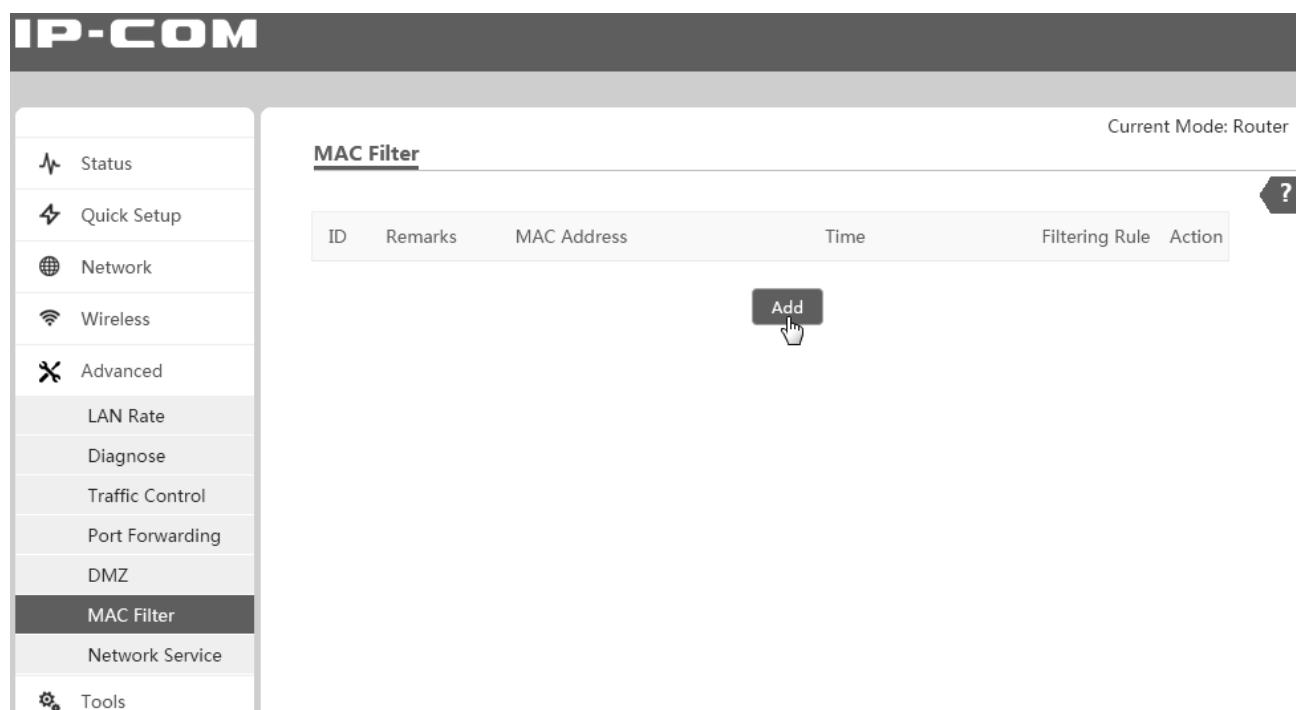 IP-COM
Current Mode: Router
MAC Filter
?
ID Remarks MAC Address Time Filtering Rule Action
Add
Status
Quick Setup
Network
Wireless
Advanced
LAN Rate
Diagnose
Traffic Control
Port Forwarding
DMZ
MAC Filter
Network Service
Tools